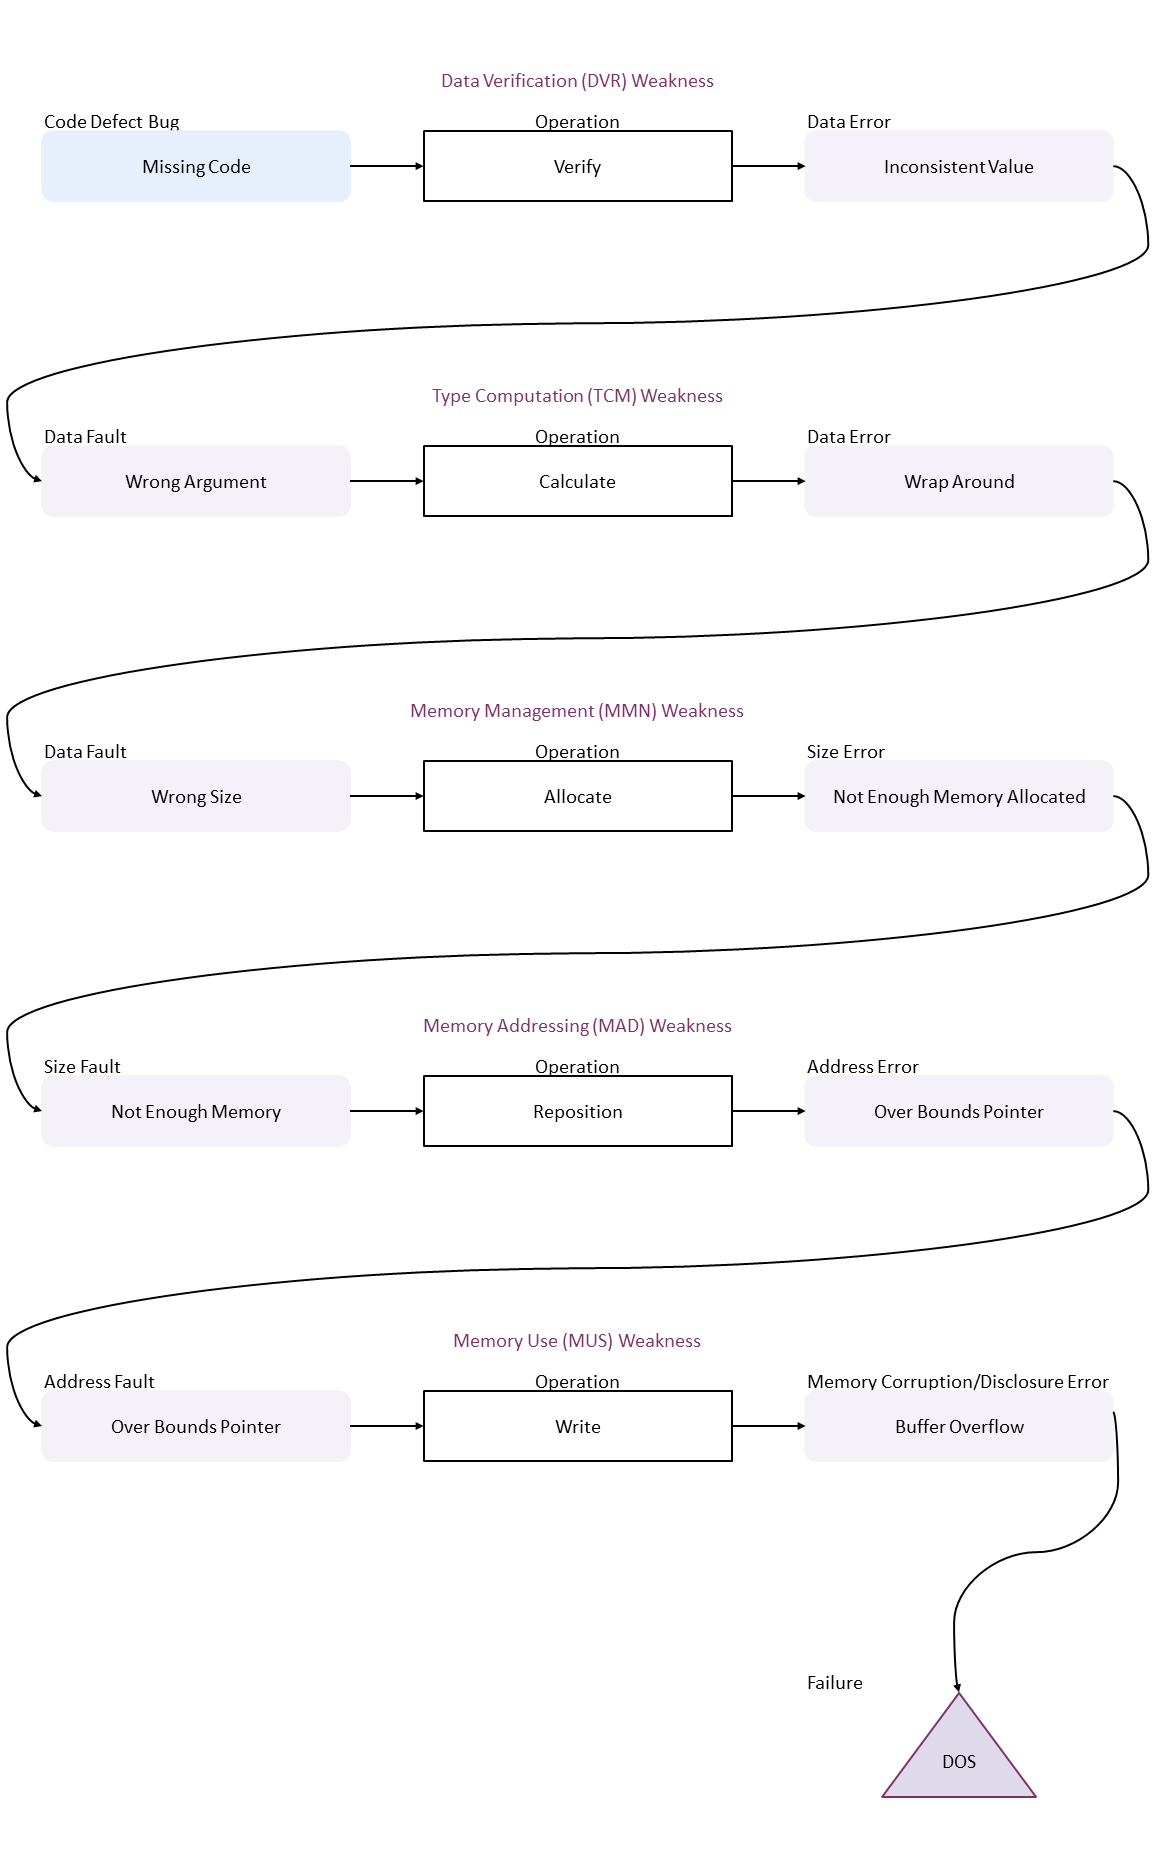 Data Verification (DVR) Weakness
Code Defect Bug
Operation
Data Error
Missing Code
Verify
Inconsistent Value
Type Computation (TCM) Weakness
Data Fault
Operation
Data Error
Wrong Argument
Calculate
Wrap Around
Memory Management (MMN) Weakness
Data Fault
Operation
Size Error
Wrong Size
Allocate
Not Enough Memory Allocated
Memory Addressing (MAD) Weakness
Size Fault
Operation
Address Error
Not Enough Memory
Reposition
Over Bounds Pointer
Memory Use (MUS) Weakness
Address Fault
Operation
Memory Corruption/Disclosure Error
Over Bounds Pointer
Write
Buffer Overflow
Failure
DOS